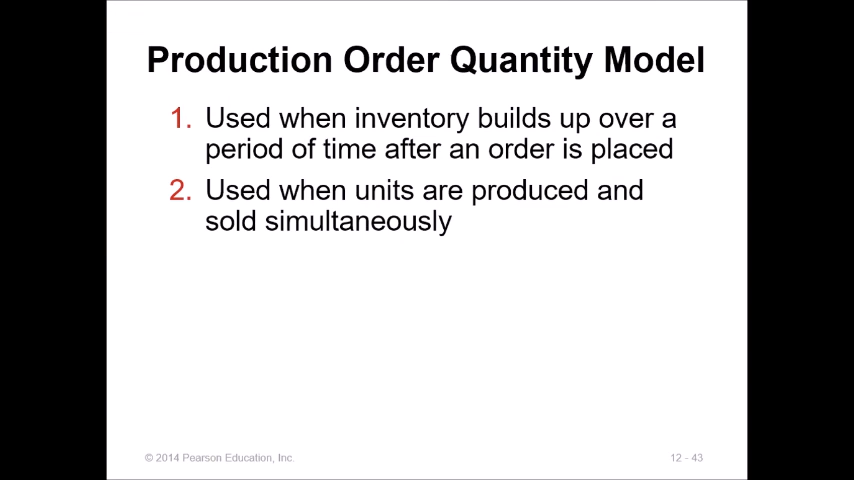 Production Order Quantity Model
1. Used when inventory builds up over a
period of time after an order is placed
2. Used when units are produced and
sold simultaneously
© 2014 Pearson Education, Inc.
12 - 43